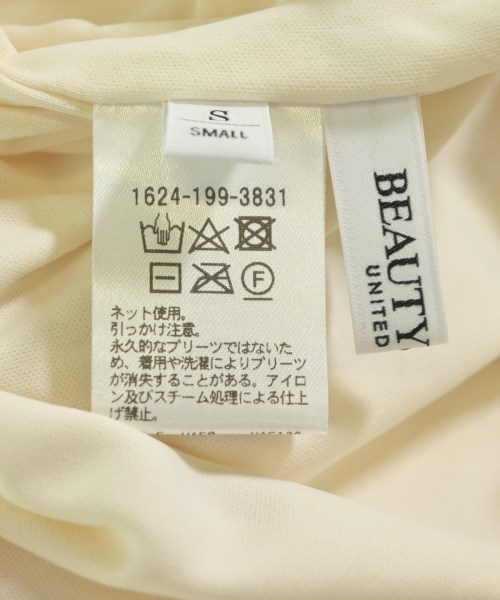 S
SMALL
1624-199-3831
F
ネット使用。
引っかけ注意。
永久的なプリーツではないた
め、着用や洗濯によりプリーツ
が消失することがある。アイロ
ン及びスチーム処理による仕上
げ禁止。
BEAUTY
UNITED